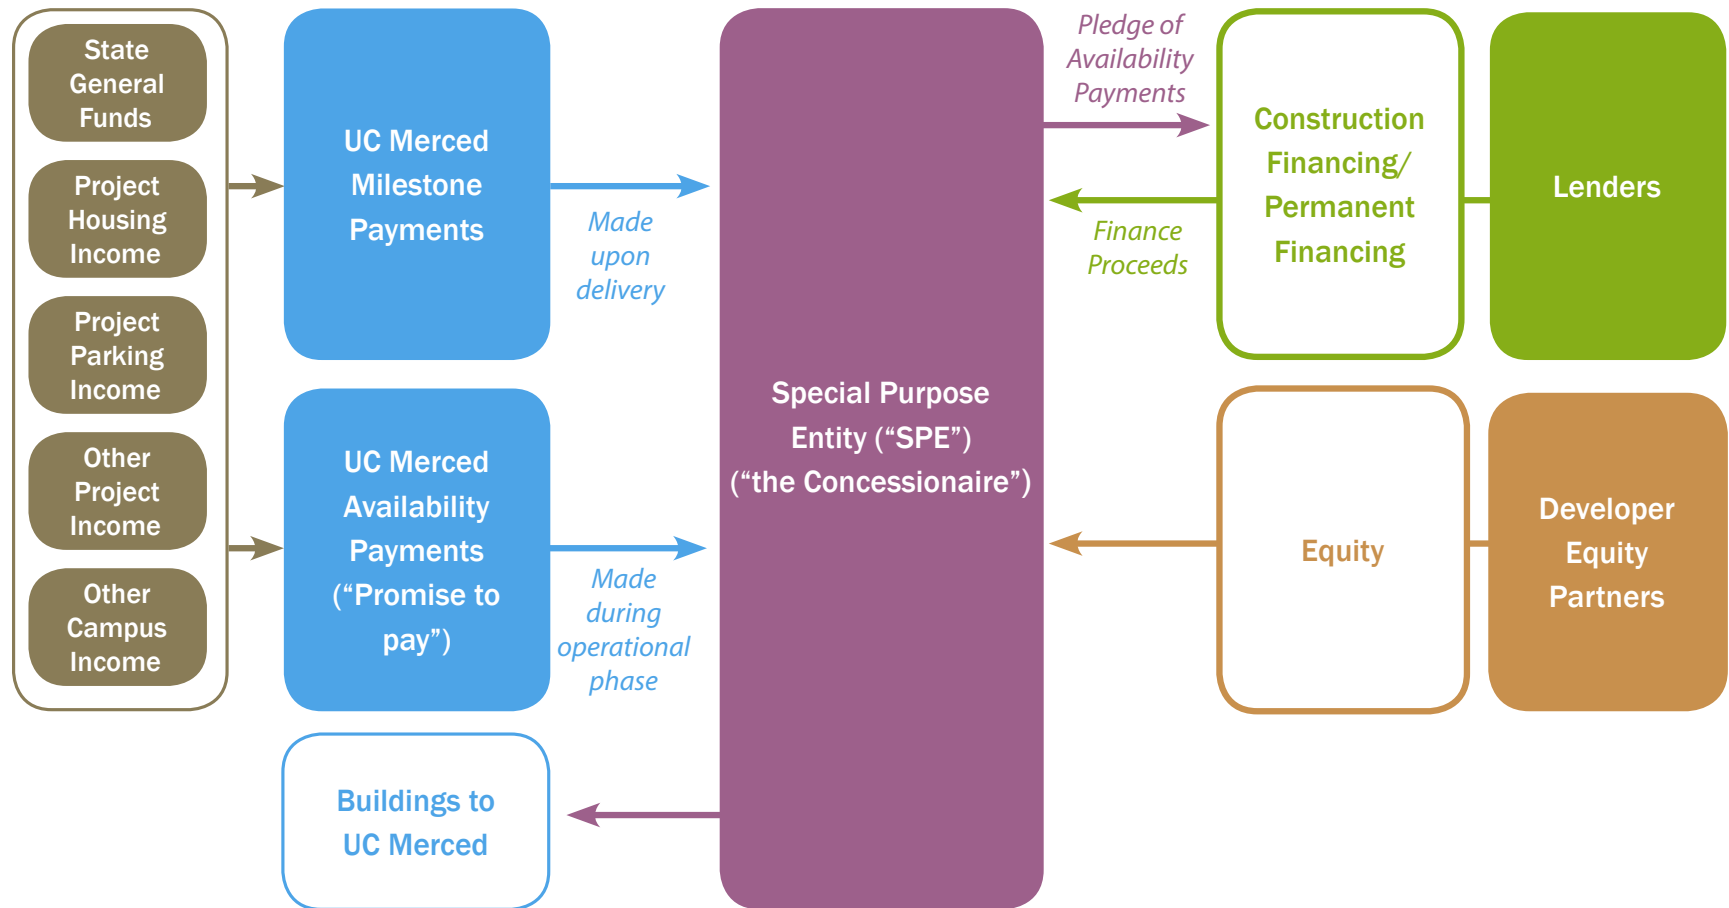 State
General
Funds
Project
Housing
Income
Project
Parking
Income
Other
Project
Income
Other
Campus
Income
UC Merced
Milestone
Payments
Made
upon
delivery
UC Merced
Availability
Payments
(“Promise to
pay”)
Made
during
operational
phase
Buildings to
UC Merced
Special Purpose
Entity (“SPE”)
(“the Concessionaire”)
Pledge of
Availability
Payments
Finance
Proceeds
Construction
Financing/
Permanent
Financing
Lenders
Equity
Developer
Equity
Partners